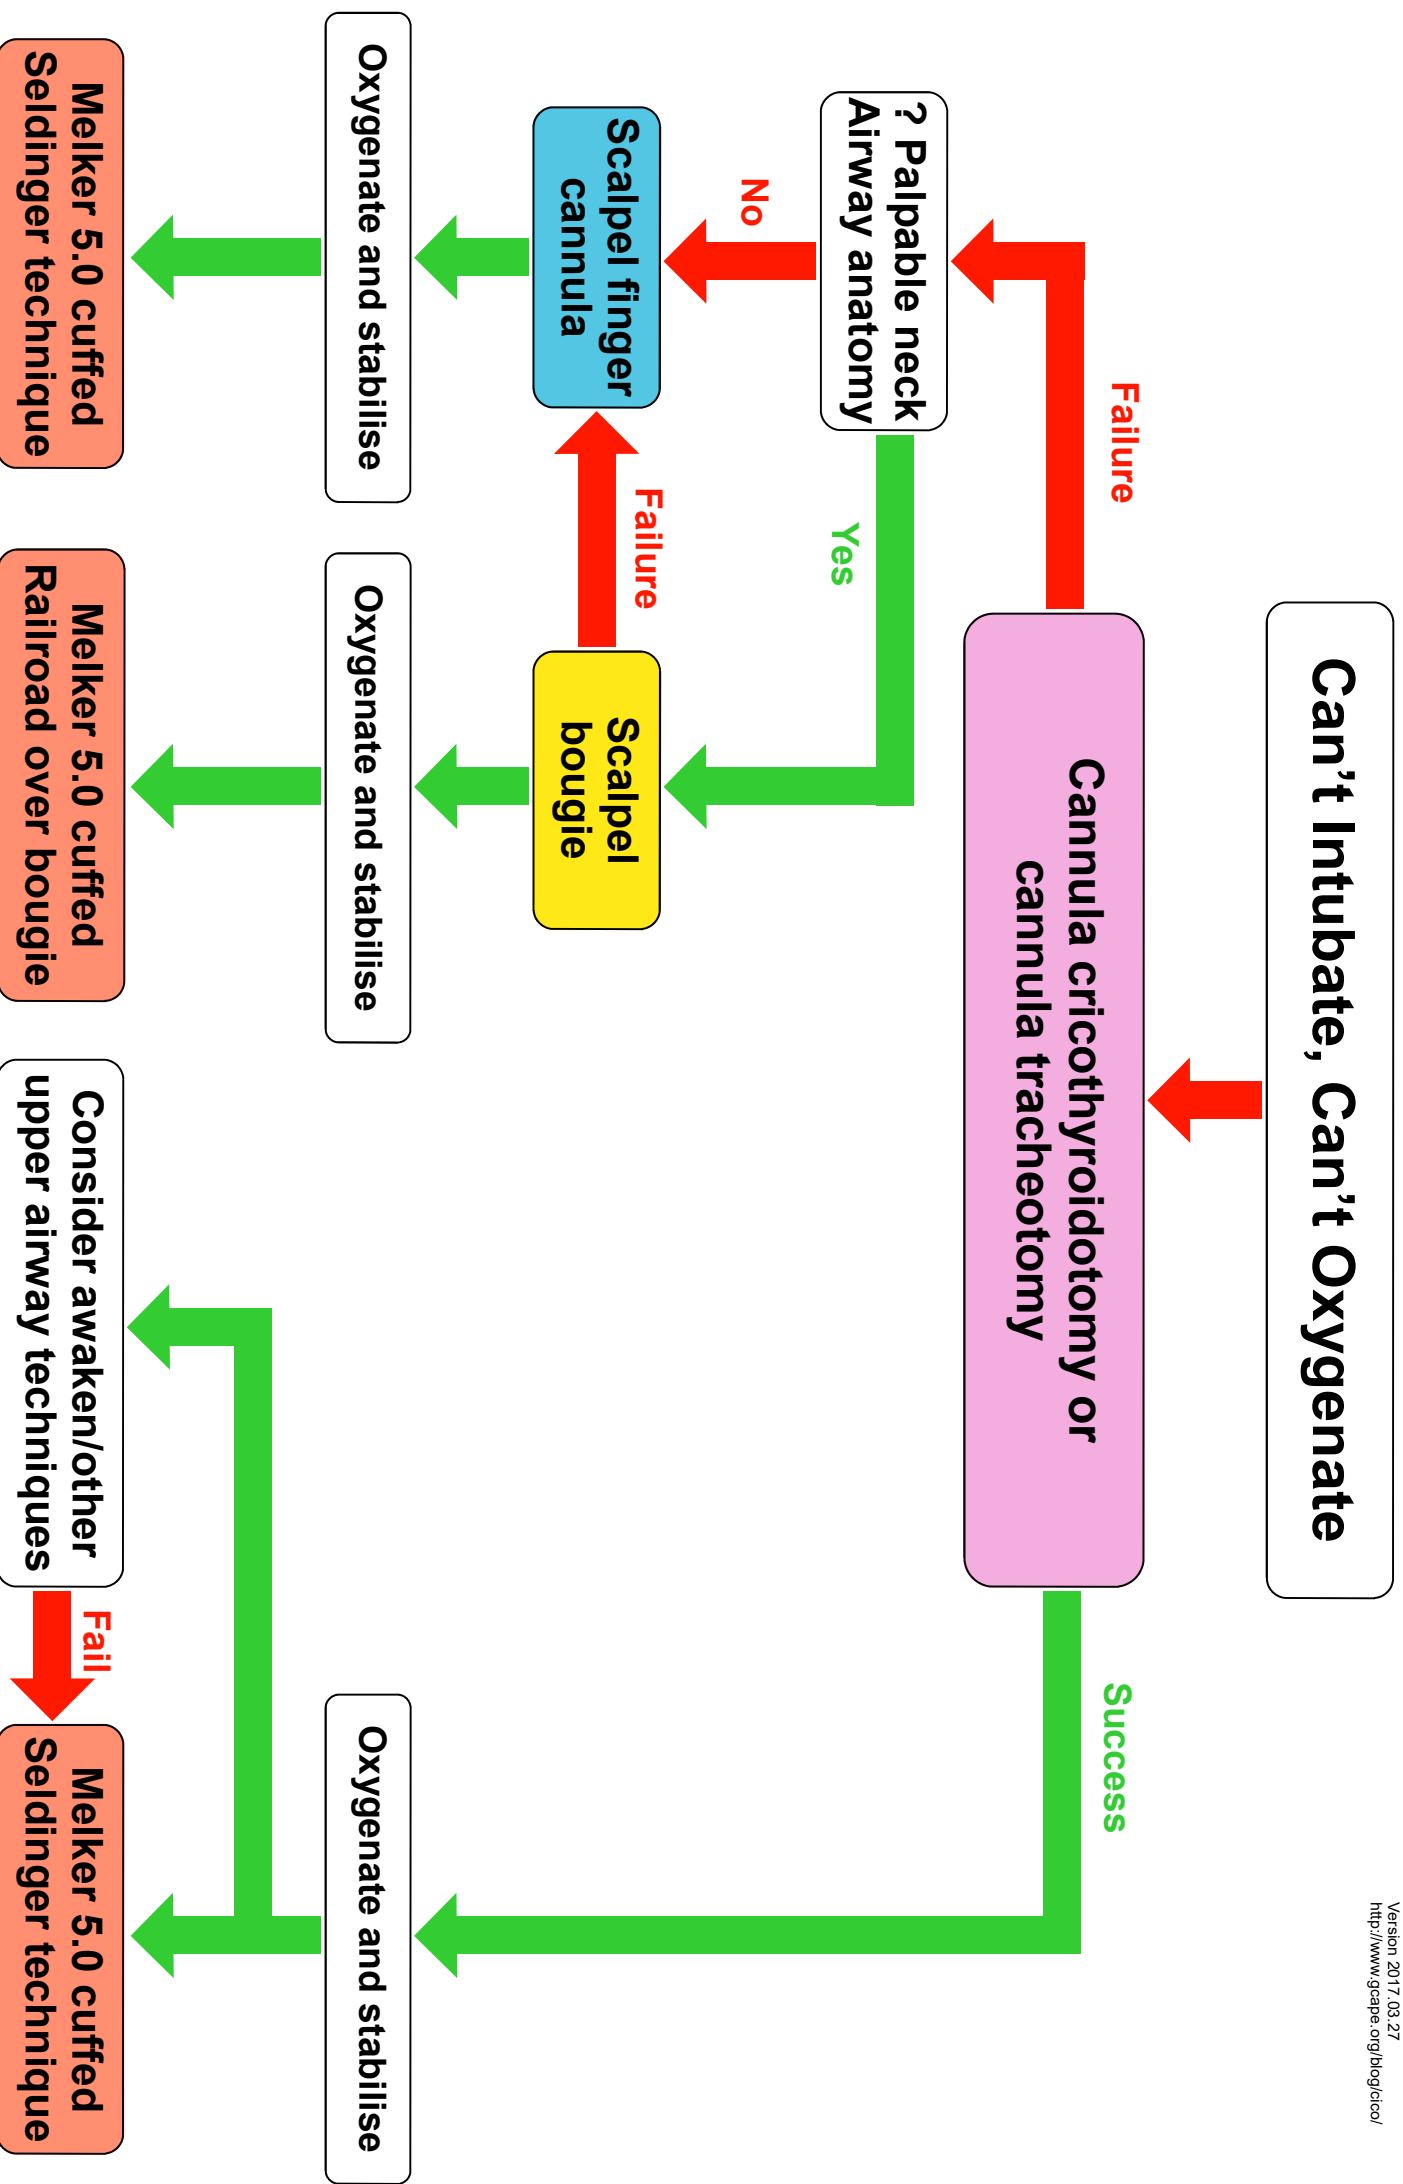 Version 2017.03.27
http://www.gcape.org/blog/cico/
Can’t Intubate, Can’t Oxygenate
Cannula cricothyroidotomy or
cannula tracheotomy
Failure
Success
? Palpable neck
Airway anatomy
Yes
No
Scalpel finger
cannula
Failure
Scalpel
bougie
Oxygenate and stabilise
Oxygenate and stabilise
Oxygenate and stabilise
Melker 5.0 cuffed
Seldinger technique
Melker 5.0 cuffed
Railroad over bougie
Consider awaken/other
upper airway techniques
Fail
Melker 5.0 cuffed
Seldinger technique